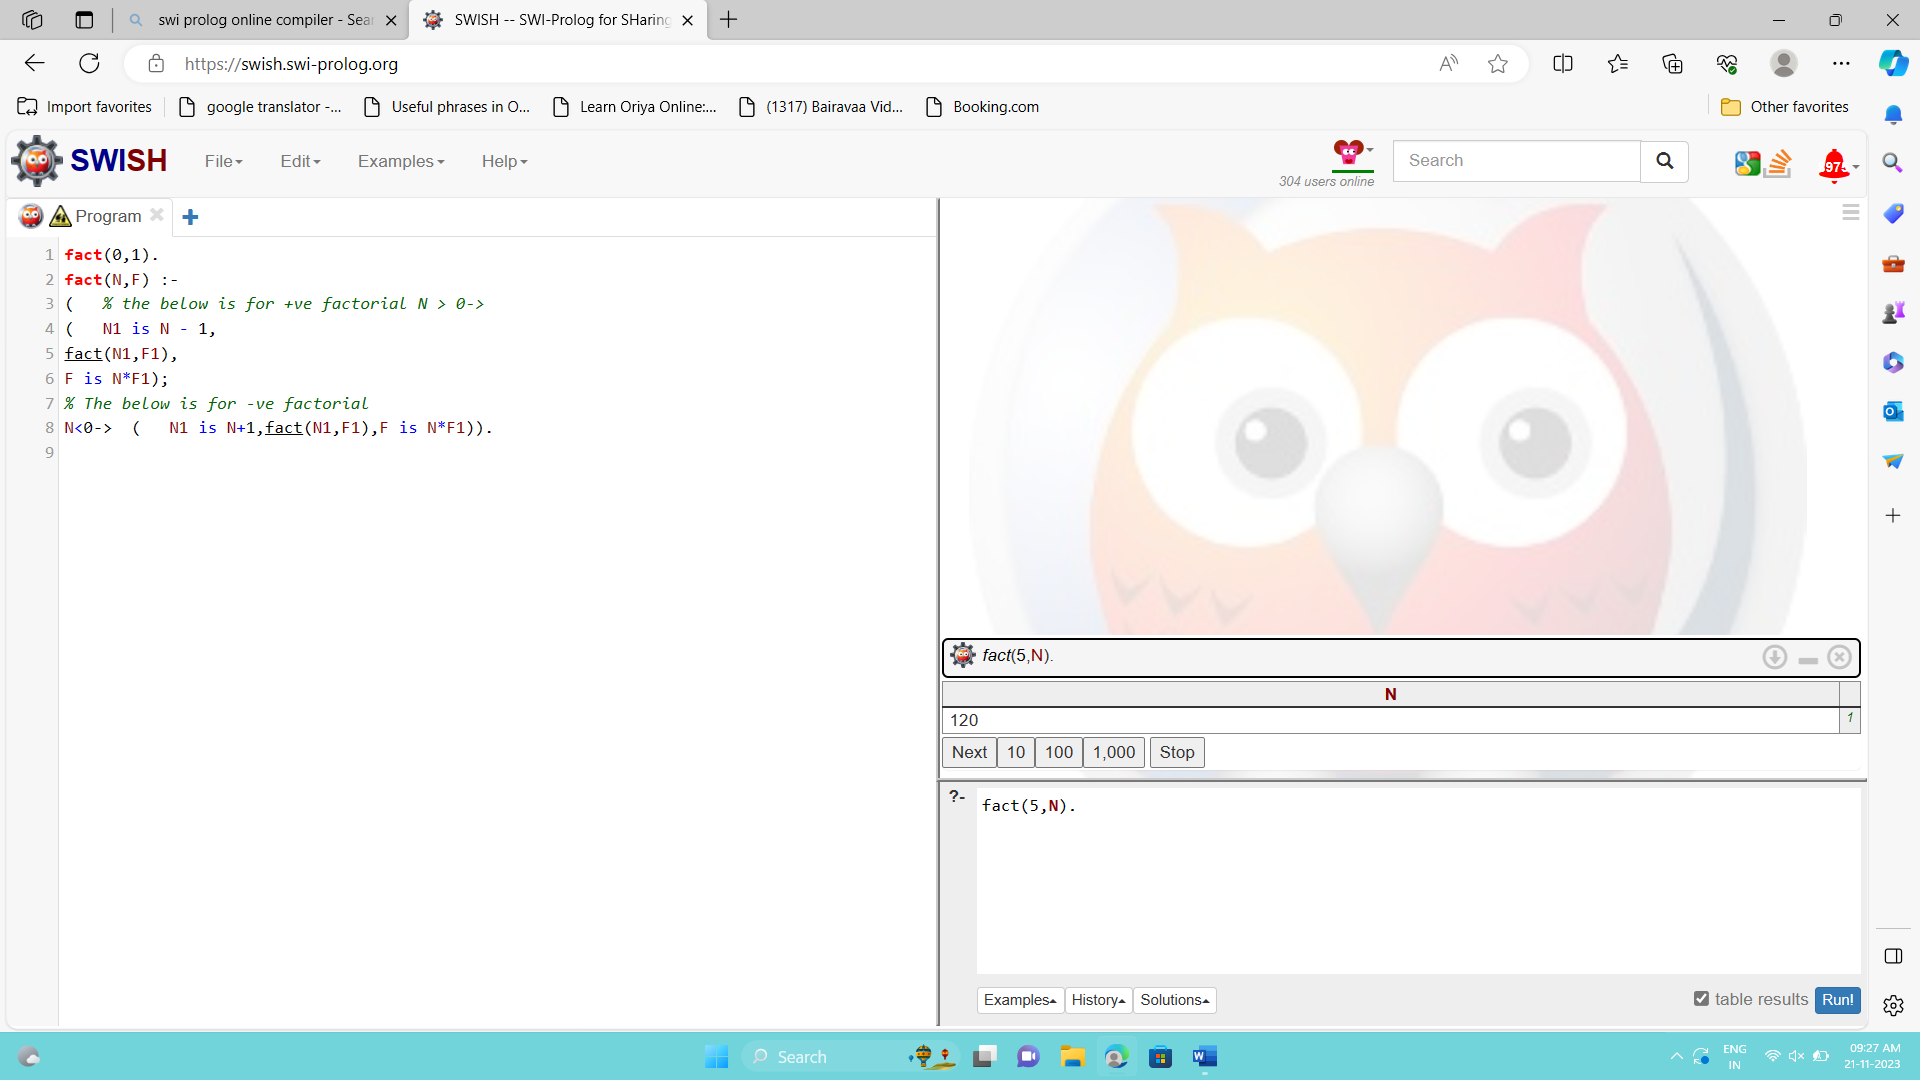 swi prolog online compiler - Sea
SWISH -- SWI-Prolog for SHaring
https://swish.swi-prolog.org
Import favorites
google translator -...
Useful phrases in O...
Learn Oriya Online:...
(1317) Bairavaa Vid...
Booking.com
Other favorites
SWISH
File
Edit
Examples
Help
304 users online
Search
Program
1 fact(0,1).
2 fact(N,F) :-
3 (   % the below is for +ve factorial N > 0->
4 (   N1 is N - 1,
5 fact(N1,F1),
6 F is N*F1);
7 % The below is for -ve factorial
8 N<0->  (   N1 is N+1,fact(N1,F1),F is N*F1)).
9
fact(5,N).
N
120 1
Next 10 100 1,000 Stop
?- fact(5,N).
Examples History Solutions
table results Run!
Search
ENG
IN
09:27 AM
21-11-2023